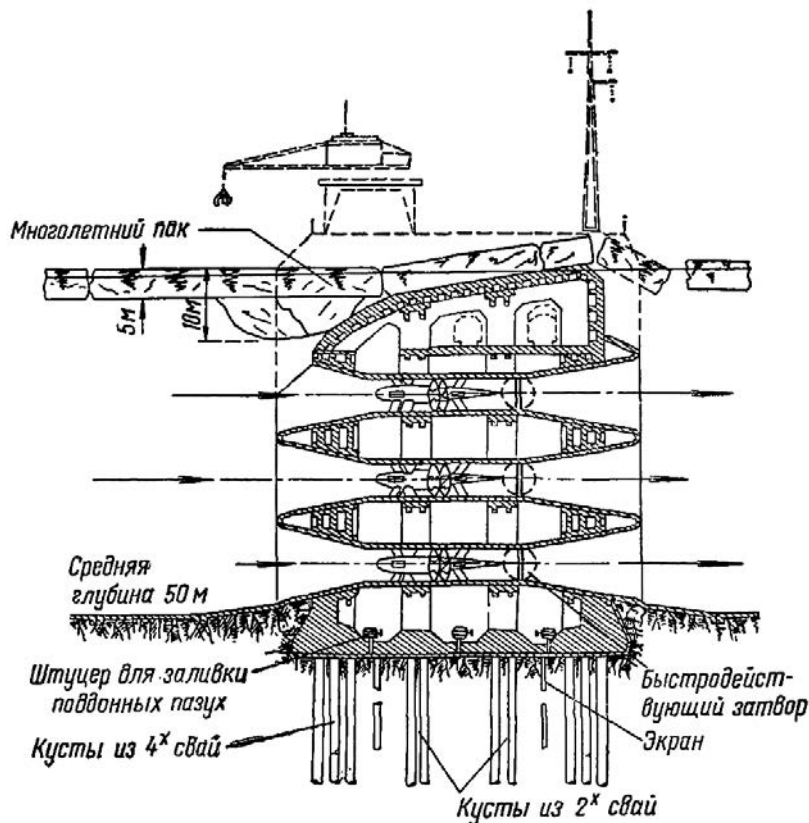 Многолетний пак
5м
10м
Средняя
глубина 50 м
Штуцер для заливки
поддонных пазух
Кусты из 4х свай
Быстродейст-
вующий затвор
Экран
Кусты из 2х свай